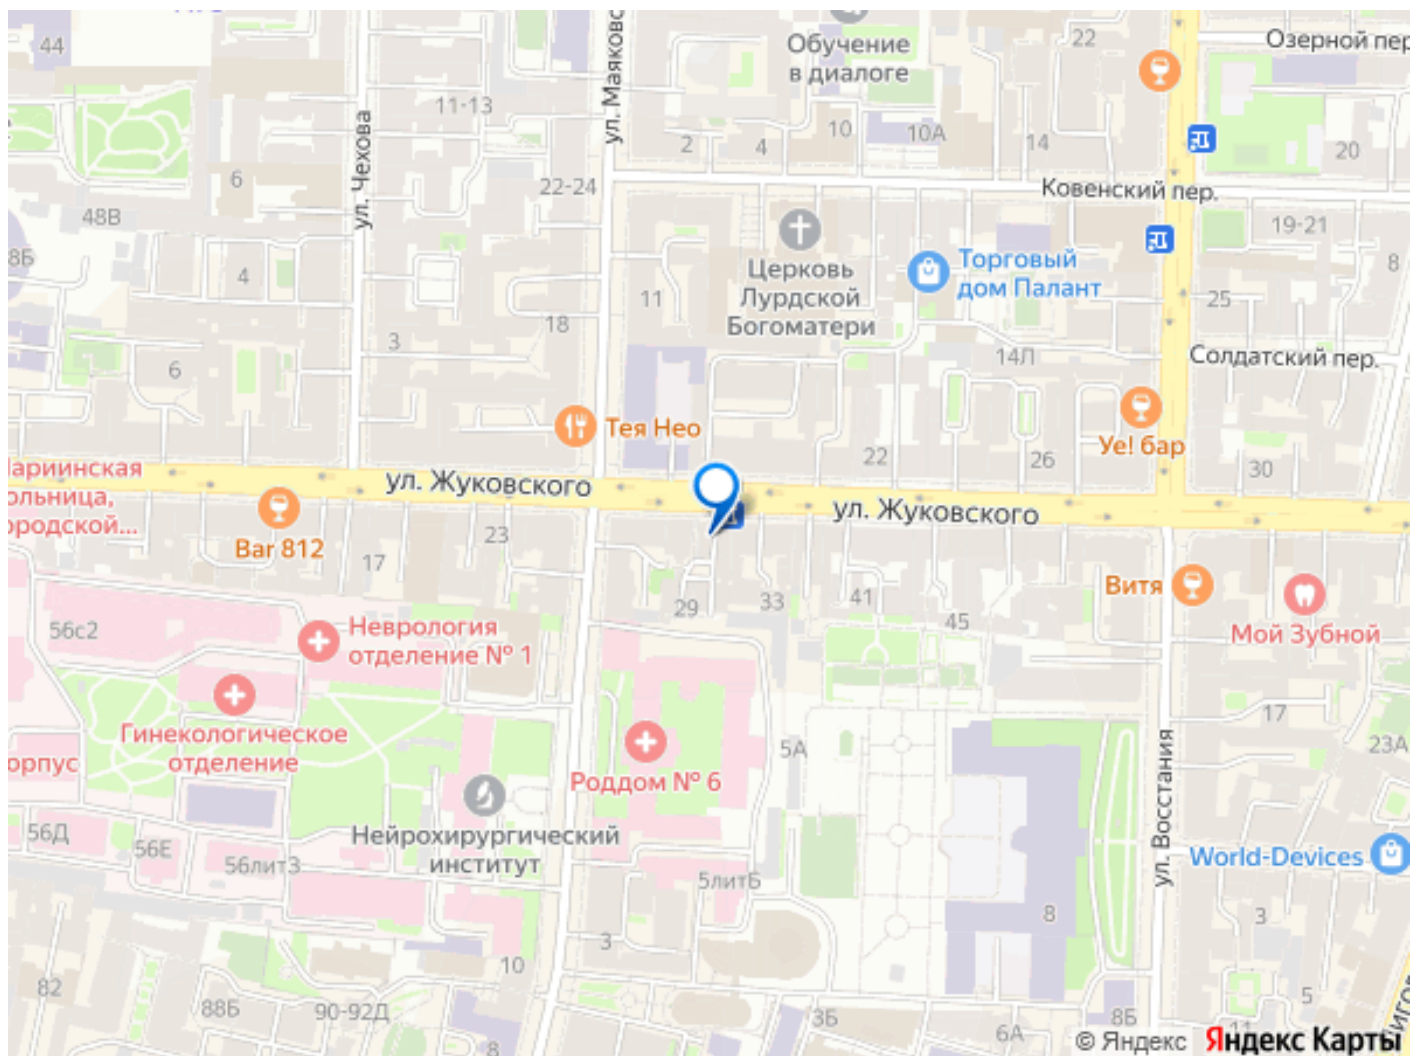 44
11-13
ул. Чехова
ул. Маяковс
Обучение
в диалоге
22
Озерной пер
6
2
4
10
10А
14
20
22-24
Ковенский пер.
48В
8Б
4
Церковь
Лурдской
Богоматери
11
Торговый
дом Палант
19-21
8
25
18
3
6
14Л
Солдатский пер.
Тея Нео
22
26
Уе! бар
30
ариинская
ольница,
ородской...
ул. Жуковского
ул. Жуковского
Bar 812
17
23
29
33
41
45
Витя
Мой Зубной
56с2
Неврология
отделение № 1
Гинекологическое
отделение
орпус
Роддом № 6
5А
17
23А
ул. Восстания
Нейрохирургический
институт
56Д
56Е
56литЗ
5литБ
World-Devices
8
3
3
10
82
88Б
90-92Д
8
3Б
6А
8Б
11
5
иигов
© Яндекс Яндекс Карты